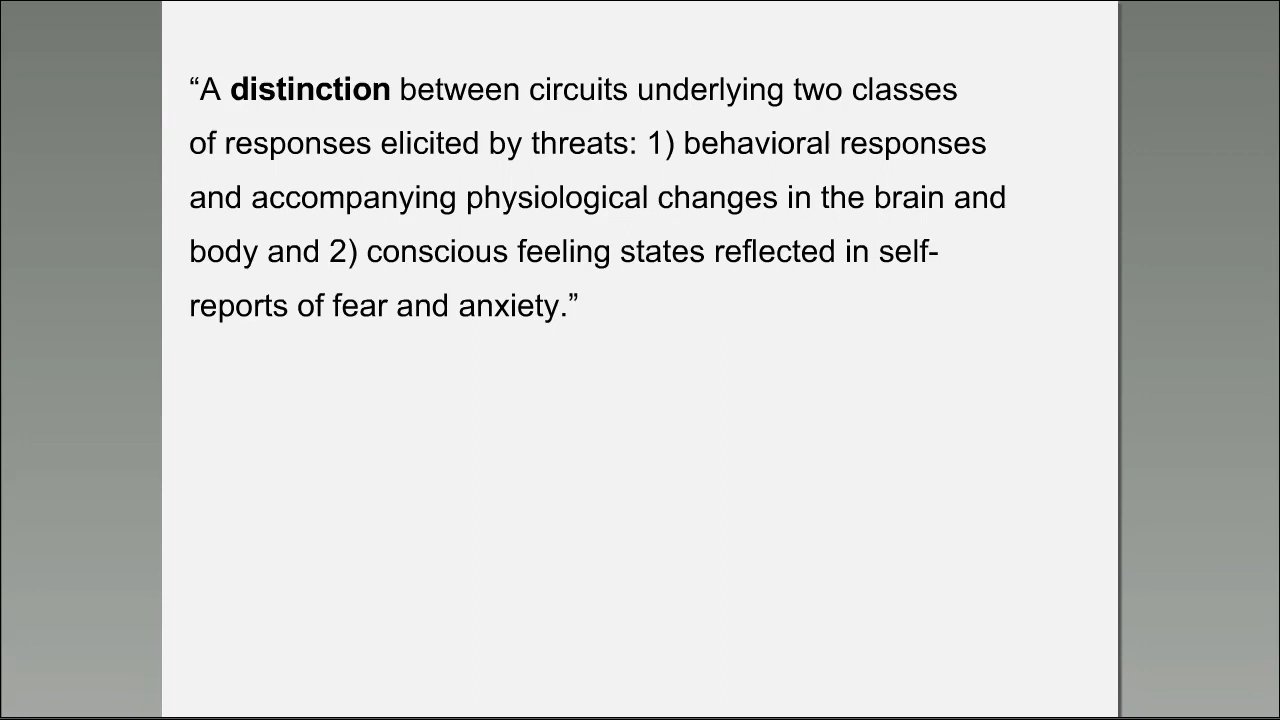 “A distinction between circuits underlying two classes
of responses elicited by threats: 1) behavioral responses
and accompanying physiological changes in the brain and
body and 2) conscious feeling states reflected in self-
reports of fear and anxiety.”